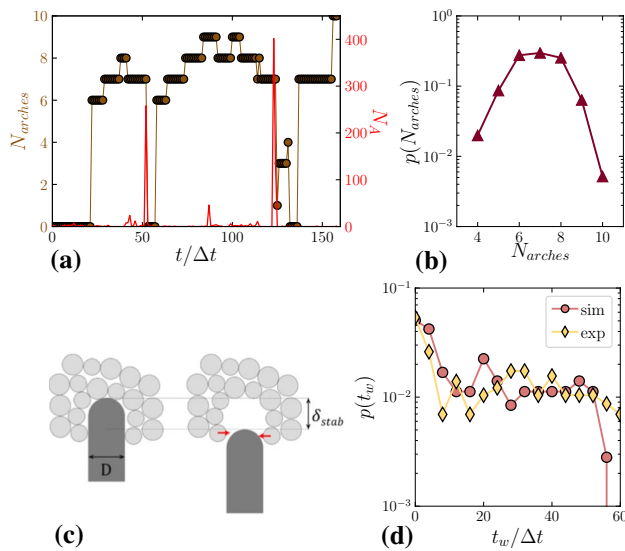 10
8
6
4
2
0
N_arches
400
300
200
100
0
N_A
0 50 100 150
t/Δt
(a)
10^0
10^{-1}
10^{-2}
10^{-3}
p(N_arches)
4 6 8 10
N_arches
(b)
D
δ_stab
(c)
10^{-1}
10^{-2}
10^{-3}
p(t_w)
sim
exp
0 20 40 60
t_w/Δt
(d)